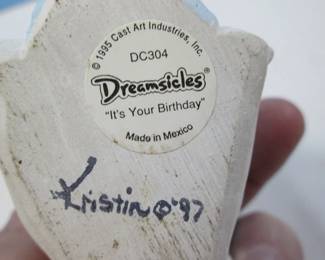 © 1995 Cast Art Industries, Inc.
DC304
Dreamsicles®
"It's Your Birthday"
Made in Mexico
Kristin © '97